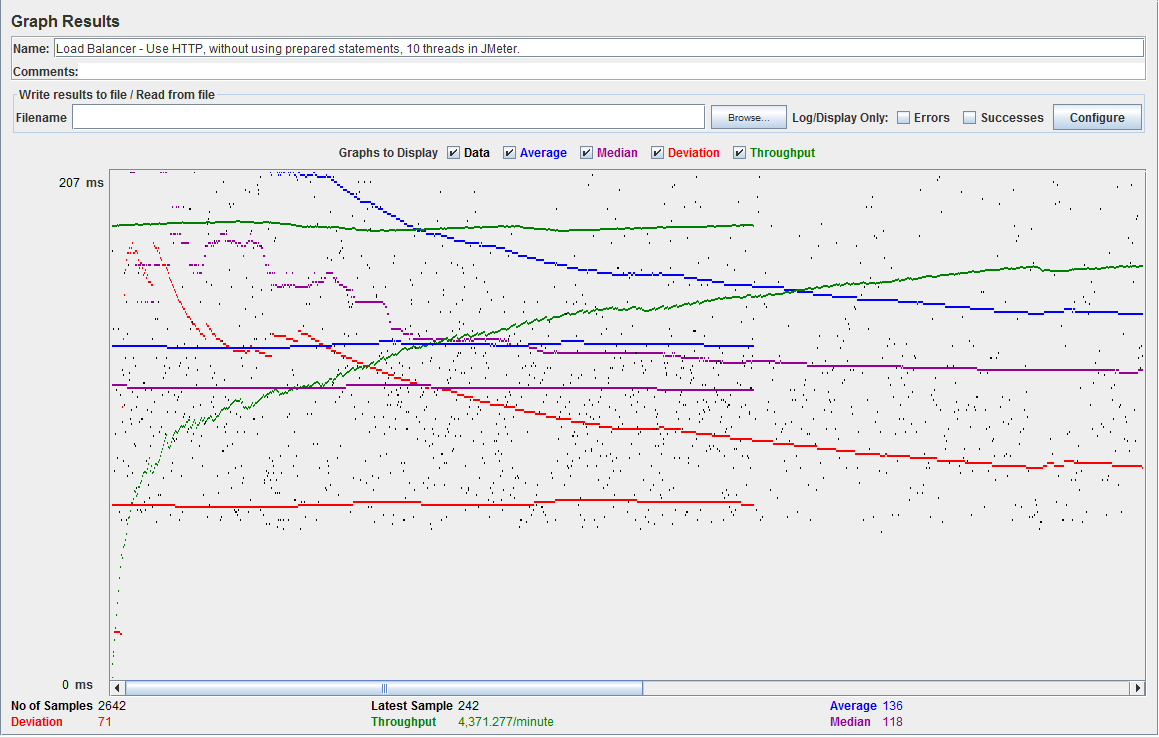 Graph Results
Name: Load Balancer - Use HTTP, without using prepared statements, 10 threads in JMeter.
Comments:
Write results to file / Read from file
Filename Browse... Log/Display Only: Errors Successes Configure
Graphs to Display Data Average Median Deviation Throughput
207 ms
0 ms
No of Samples 2642 Latest Sample 242 Average 136
Deviation 71 Throughput 4,371.277/minute Median 118